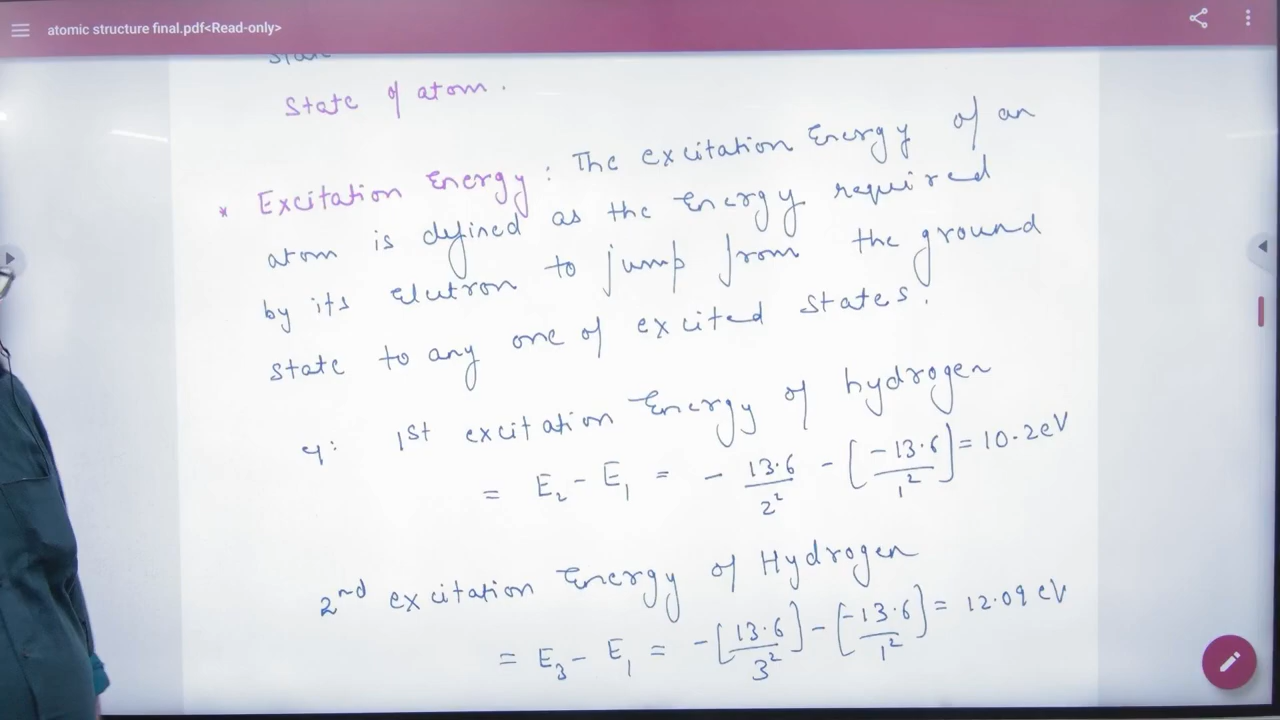 atomic structure final.pdf<Read-only>
State of atom.
* Excitation Energy : The excitation Energy of an
atom is defined as the Energy required
by its Electron to jump from the ground
state to any one of excited states.
eg: 1st excitation Energy of hydrogen
= E₂ - E₁ = - 13.6/2² - [-13.6/1²] = 10.2eV
2nd excitation Energy of Hydrogen
= E₃ - E₁ = -[13.6/3²] - [-13.6/1²] = 12.09 eV